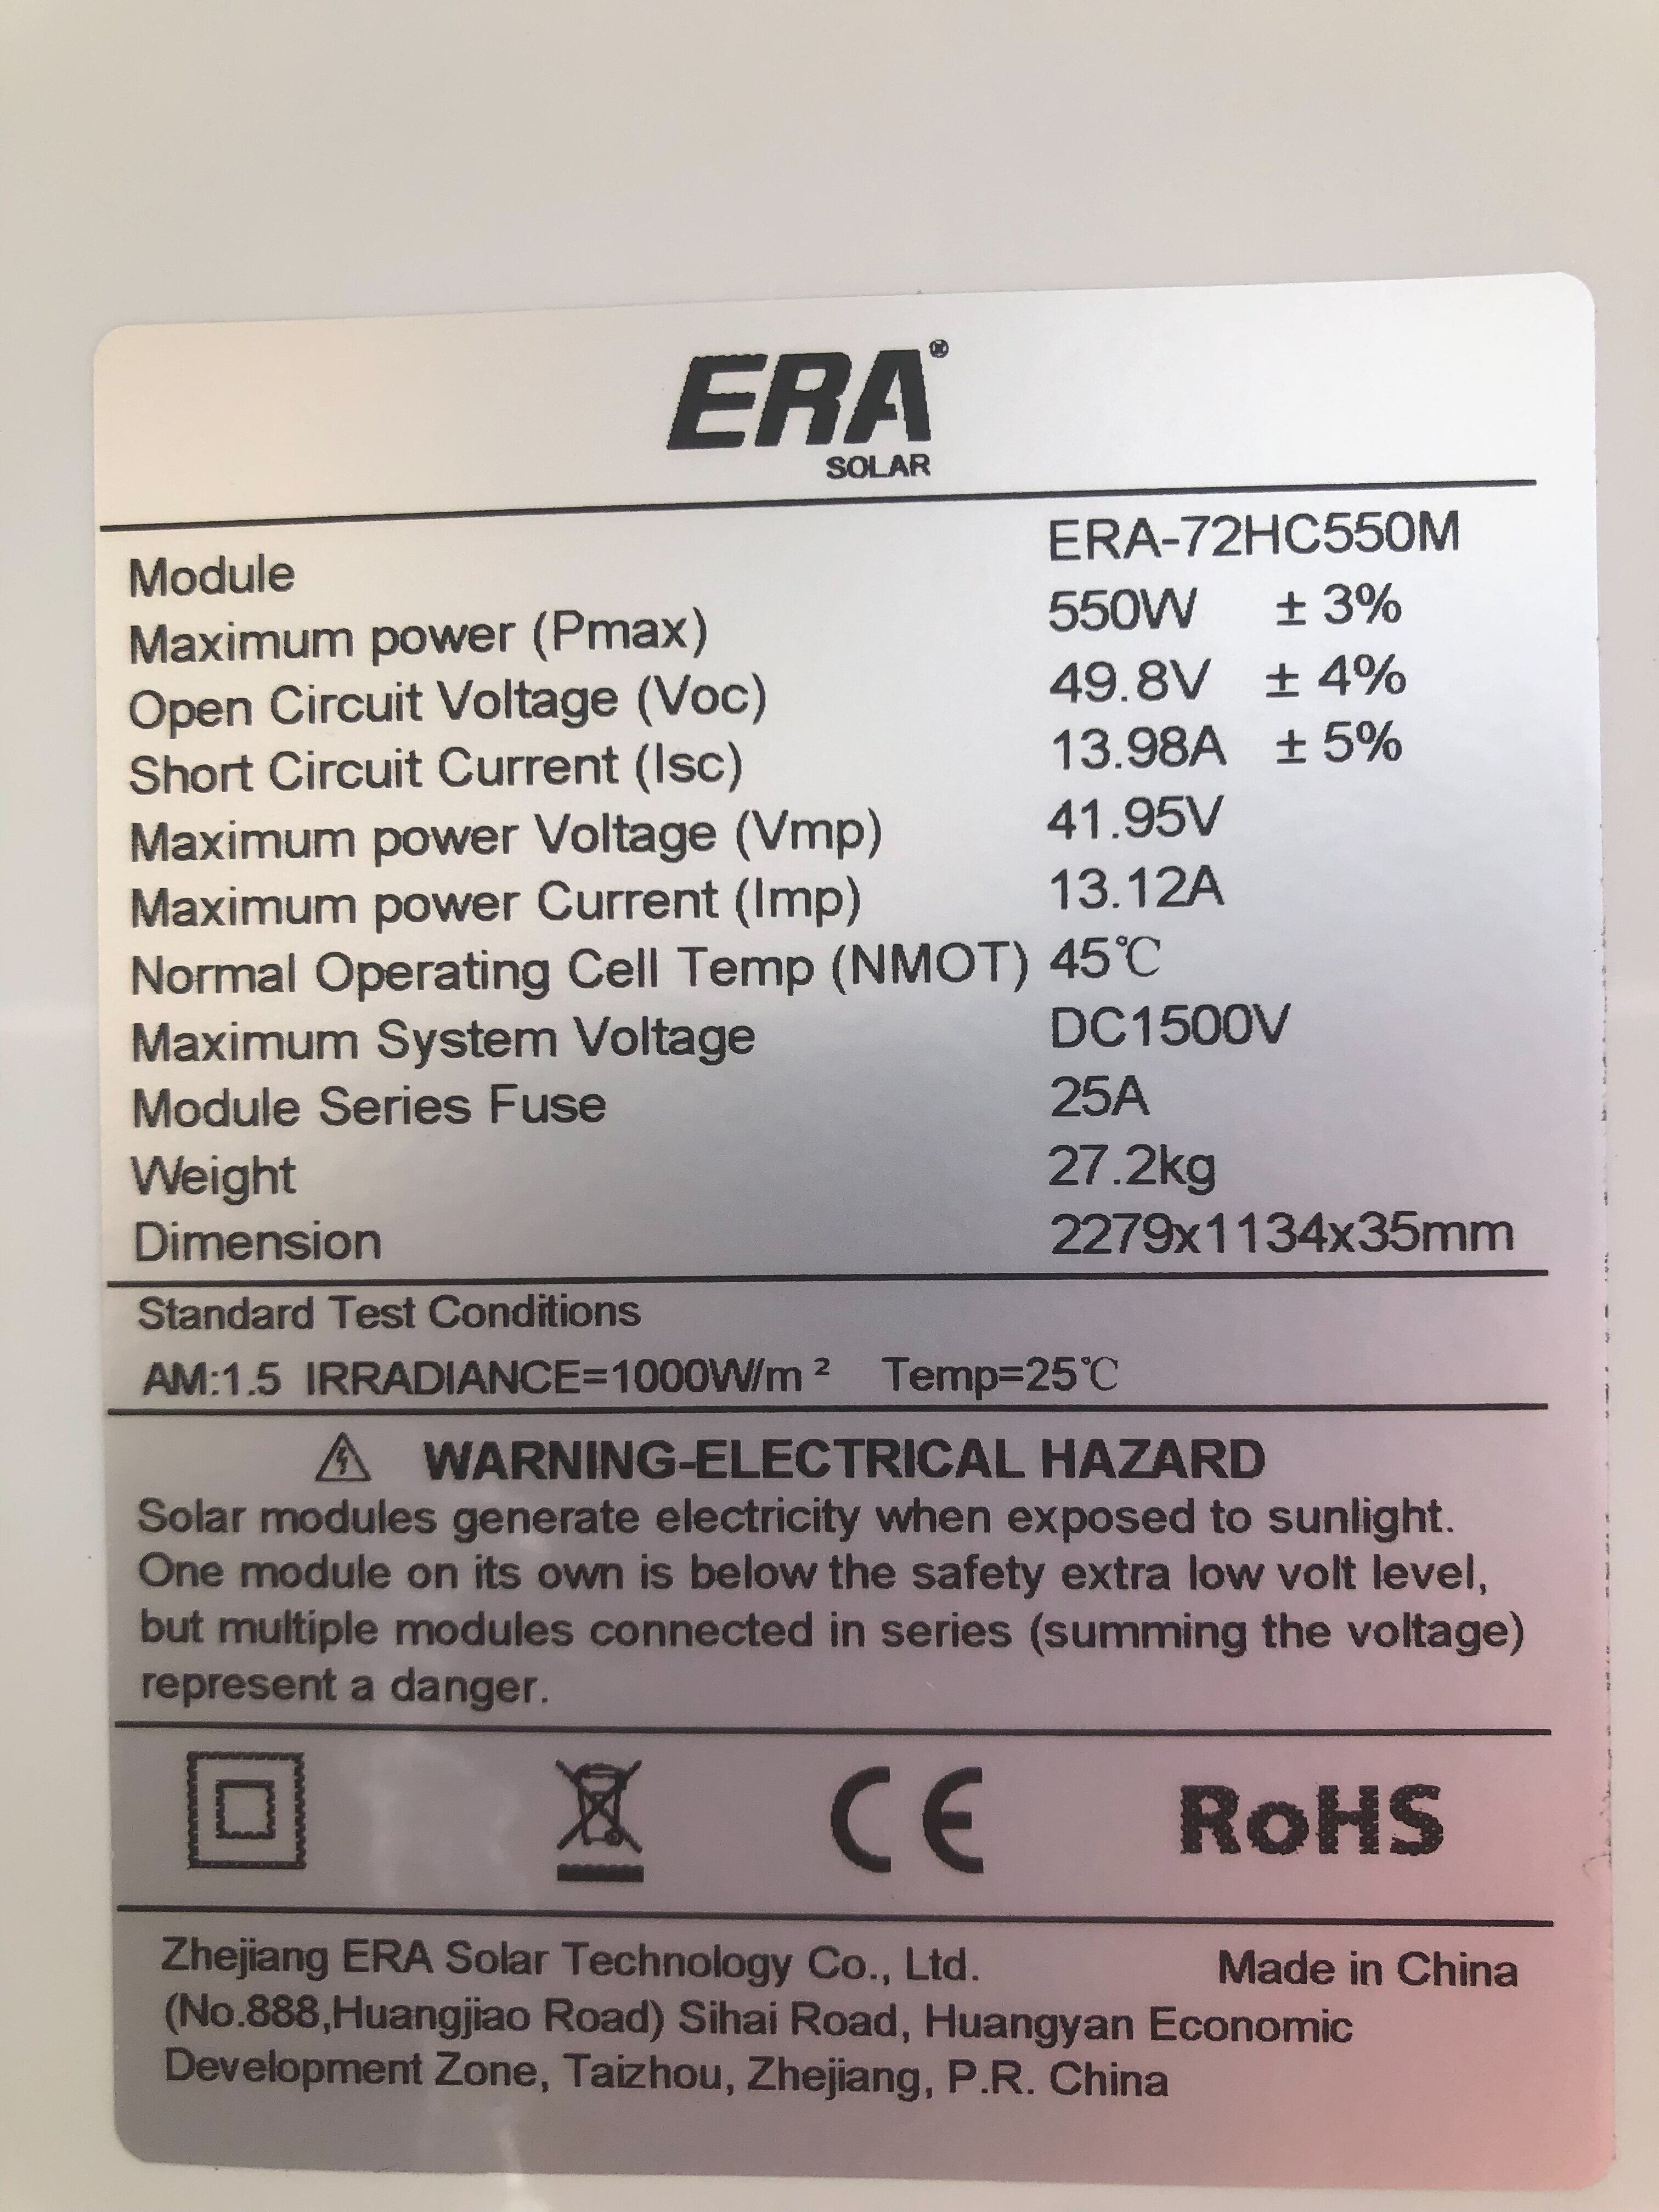 ERA®
SOLAR
Module ERA-72HC550M
Maximum power (Pmax) 550W ± 3%
Open Circuit Voltage (Voc) 49.8V ± 4%
Short Circuit Current (Isc) 13.98A ± 5%
Maximum power Voltage (Vmp) 41.95V
Maximum power Current (Imp) 13.12A
Normal Operating Cell Temp (NMOT) 45℃
Maximum System Voltage DC1500V
Module Series Fuse 25A
Weight 27.2kg
Dimension 2279x1134x35mm
Standard Test Conditions
AM:1.5 IRRADIANCE=1000W/m² Temp=25℃
WARNING-ELECTRICAL HAZARD
Solar modules generate electricity when exposed to sunlight.
One module on its own is below the safety extra low volt level,
but multiple modules connected in series (summing the voltage)
represent a danger.
CE RoHS
Zhejiang ERA Solar Technology Co., Ltd. Made in China
(No.888,Huangjiao Road) Sihai Road, Huangyan Economic
Development Zone, Taizhou, Zhejiang, P.R. China